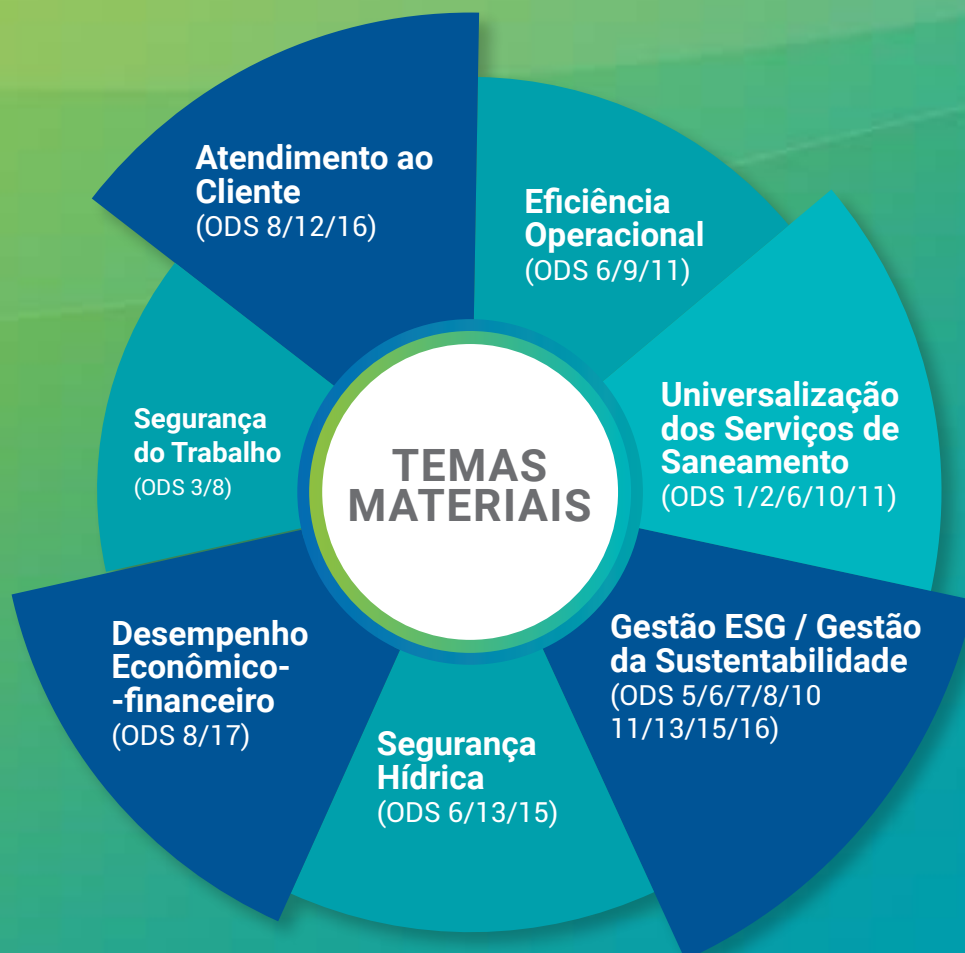 Atendimento ao
Cliente
(ODS 8/12/16)
Eficiência
Operacional
(ODS 6/9/11)
Universalização
dos Serviços de
Saneamento
(ODS 1/2/6/10/11)
Gestão ESG / Gestão
da Sustentabilidade
(ODS 5/6/7/8/10
11/13/15/16)
Segurança
Hídrica
(ODS 6/13/15)
Desempenho
Econômico-
-financeiro
(ODS 8/17)
Segurança
do Trabalho
(ODS 3/8)
TEMAS
MATERIAIS